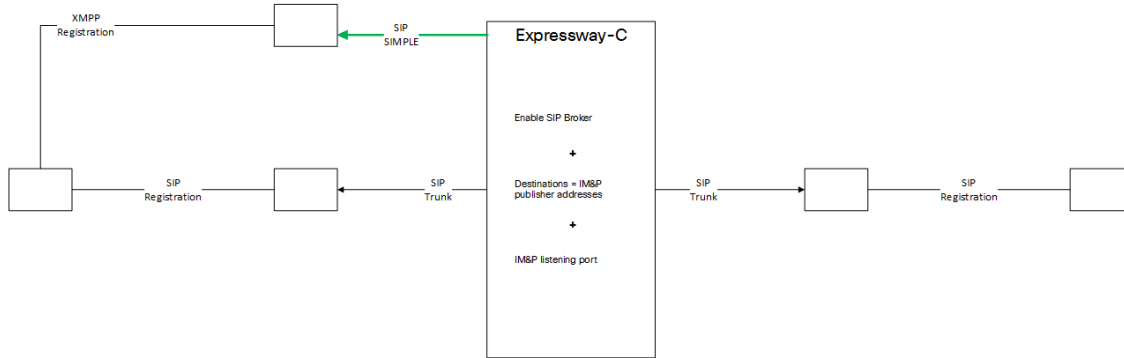 XMPP
Registration
SIP
SIMPLE
Expressway-C
Enable SIP Broker
+
Destinations = IM&P
publisher addresses
+
IM&P listening port
SIP
Registration
SIP
Trunk
SIP
Trunk
SIP
Registration